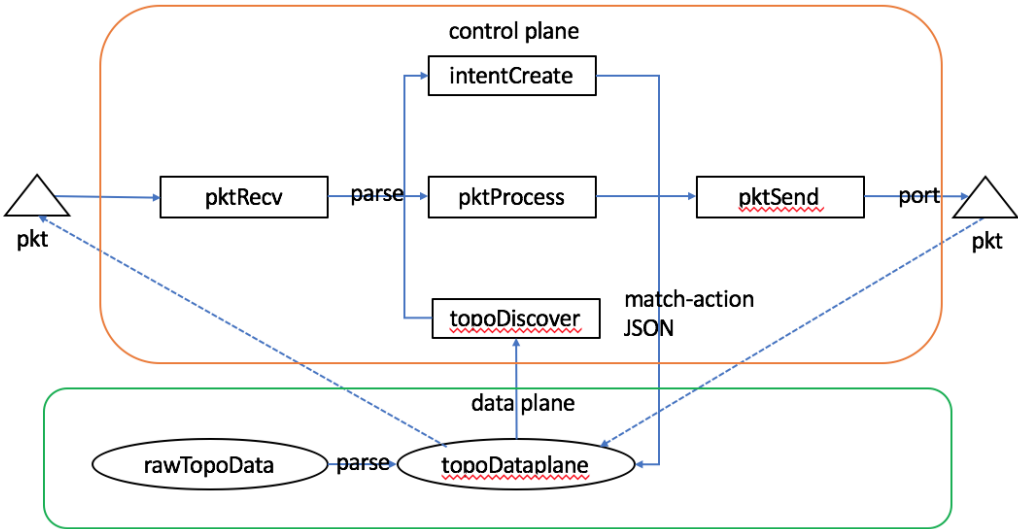 control plane
intentCreate
pktRecv
parse
pktProcess
pktSend
port
pkt
pkt
topoDiscover
match-action
JSON
data plane
rawTopoData
parse
topoDataplane